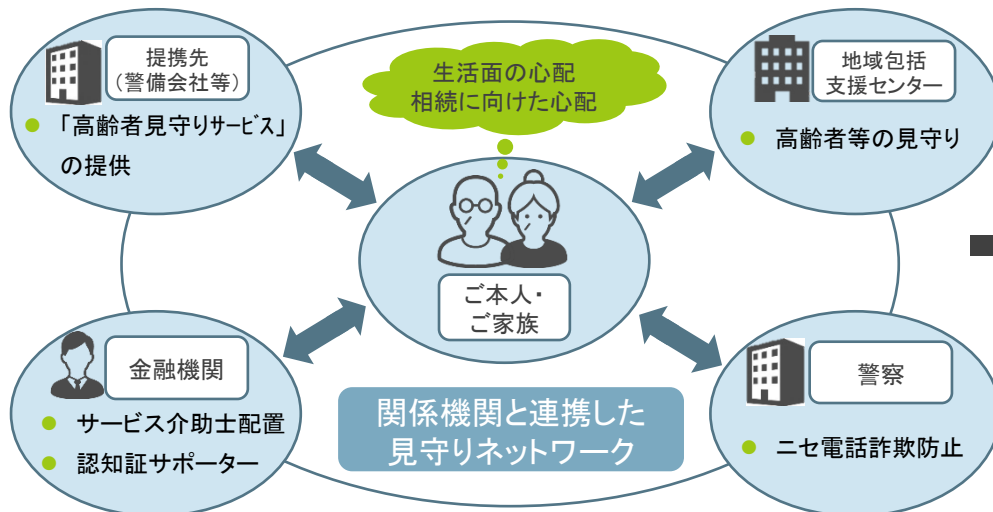 提携先
(警備会社等)
「高齢者見守りサービス」
の提供
生活面の心配
相続に向けた心配
地域包括
支援センター
高齢者等の見守り
ご本人・
ご家族
金融機関
サービス介助士配置
認知証サポーター
関係機関と連携した
見守りネットワーク
警察
ニセ電話詐欺防止